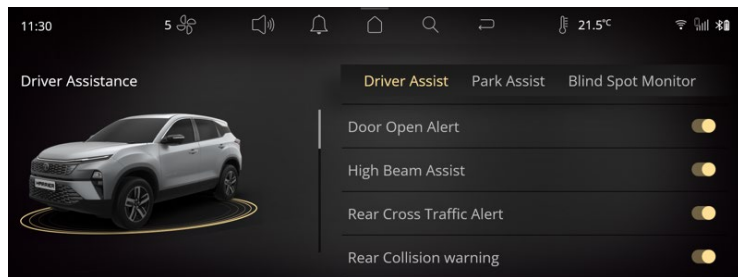 11:30
5
21.5°C
Driver Assistance
Driver Assist Park Assist Blind Spot Monitor
Door Open Alert
High Beam Assist
Rear Cross Traffic Alert
Rear Collision warning
HARRIER